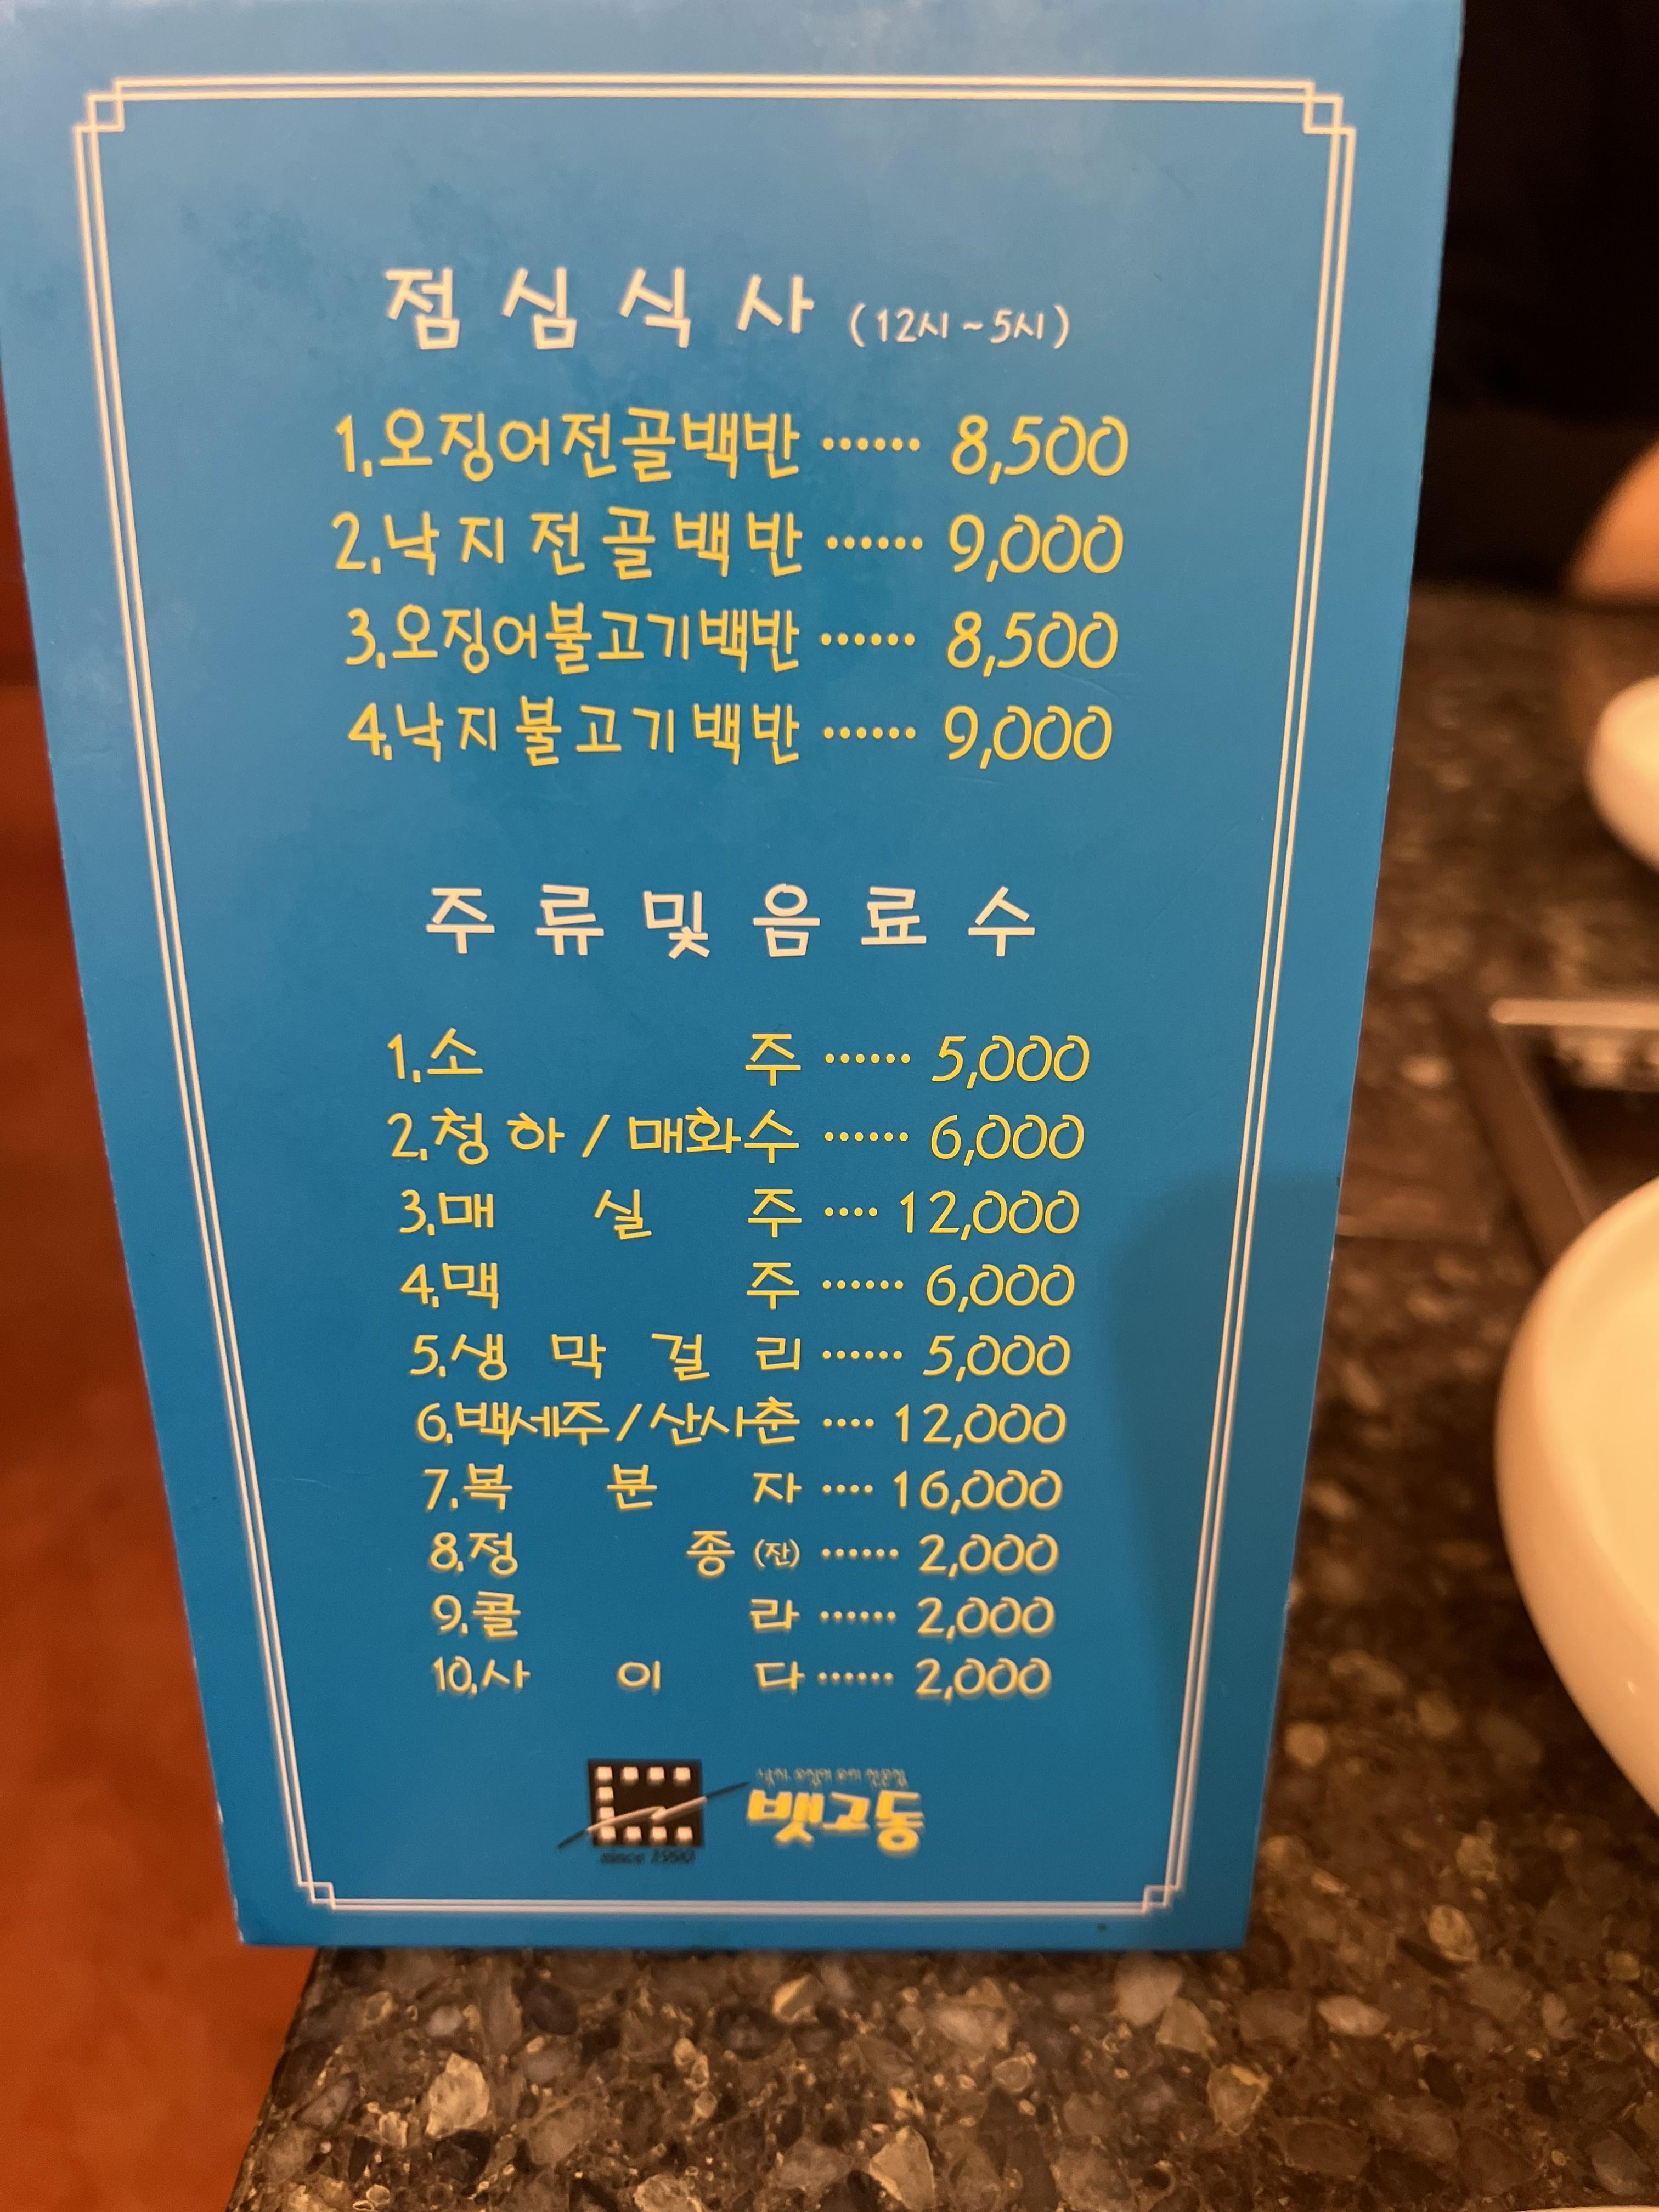 점심식사 (12시~5시)
1.오징어전골백반 ······ 8,500
2.낙지전골백반 ······ 9,000
3.오징어불고기백반 ······ 8,500
4.낙지불고기백반 ······ 9,000
주류및음료수
1.소주 ······ 5,000
2.청하/매화수 ······ 6,000
3.매실주 ···· 12,000
4.맥주 ······ 6,000
5.생막걸리 ······ 5,000
6.백세주/산사춘 ···· 12,000
7.복분자 ···· 16,000
8.정종(잔) ······ 2,000
9.콜라 ······ 2,000
10.사이다 ······ 2,000
뱃고동
since